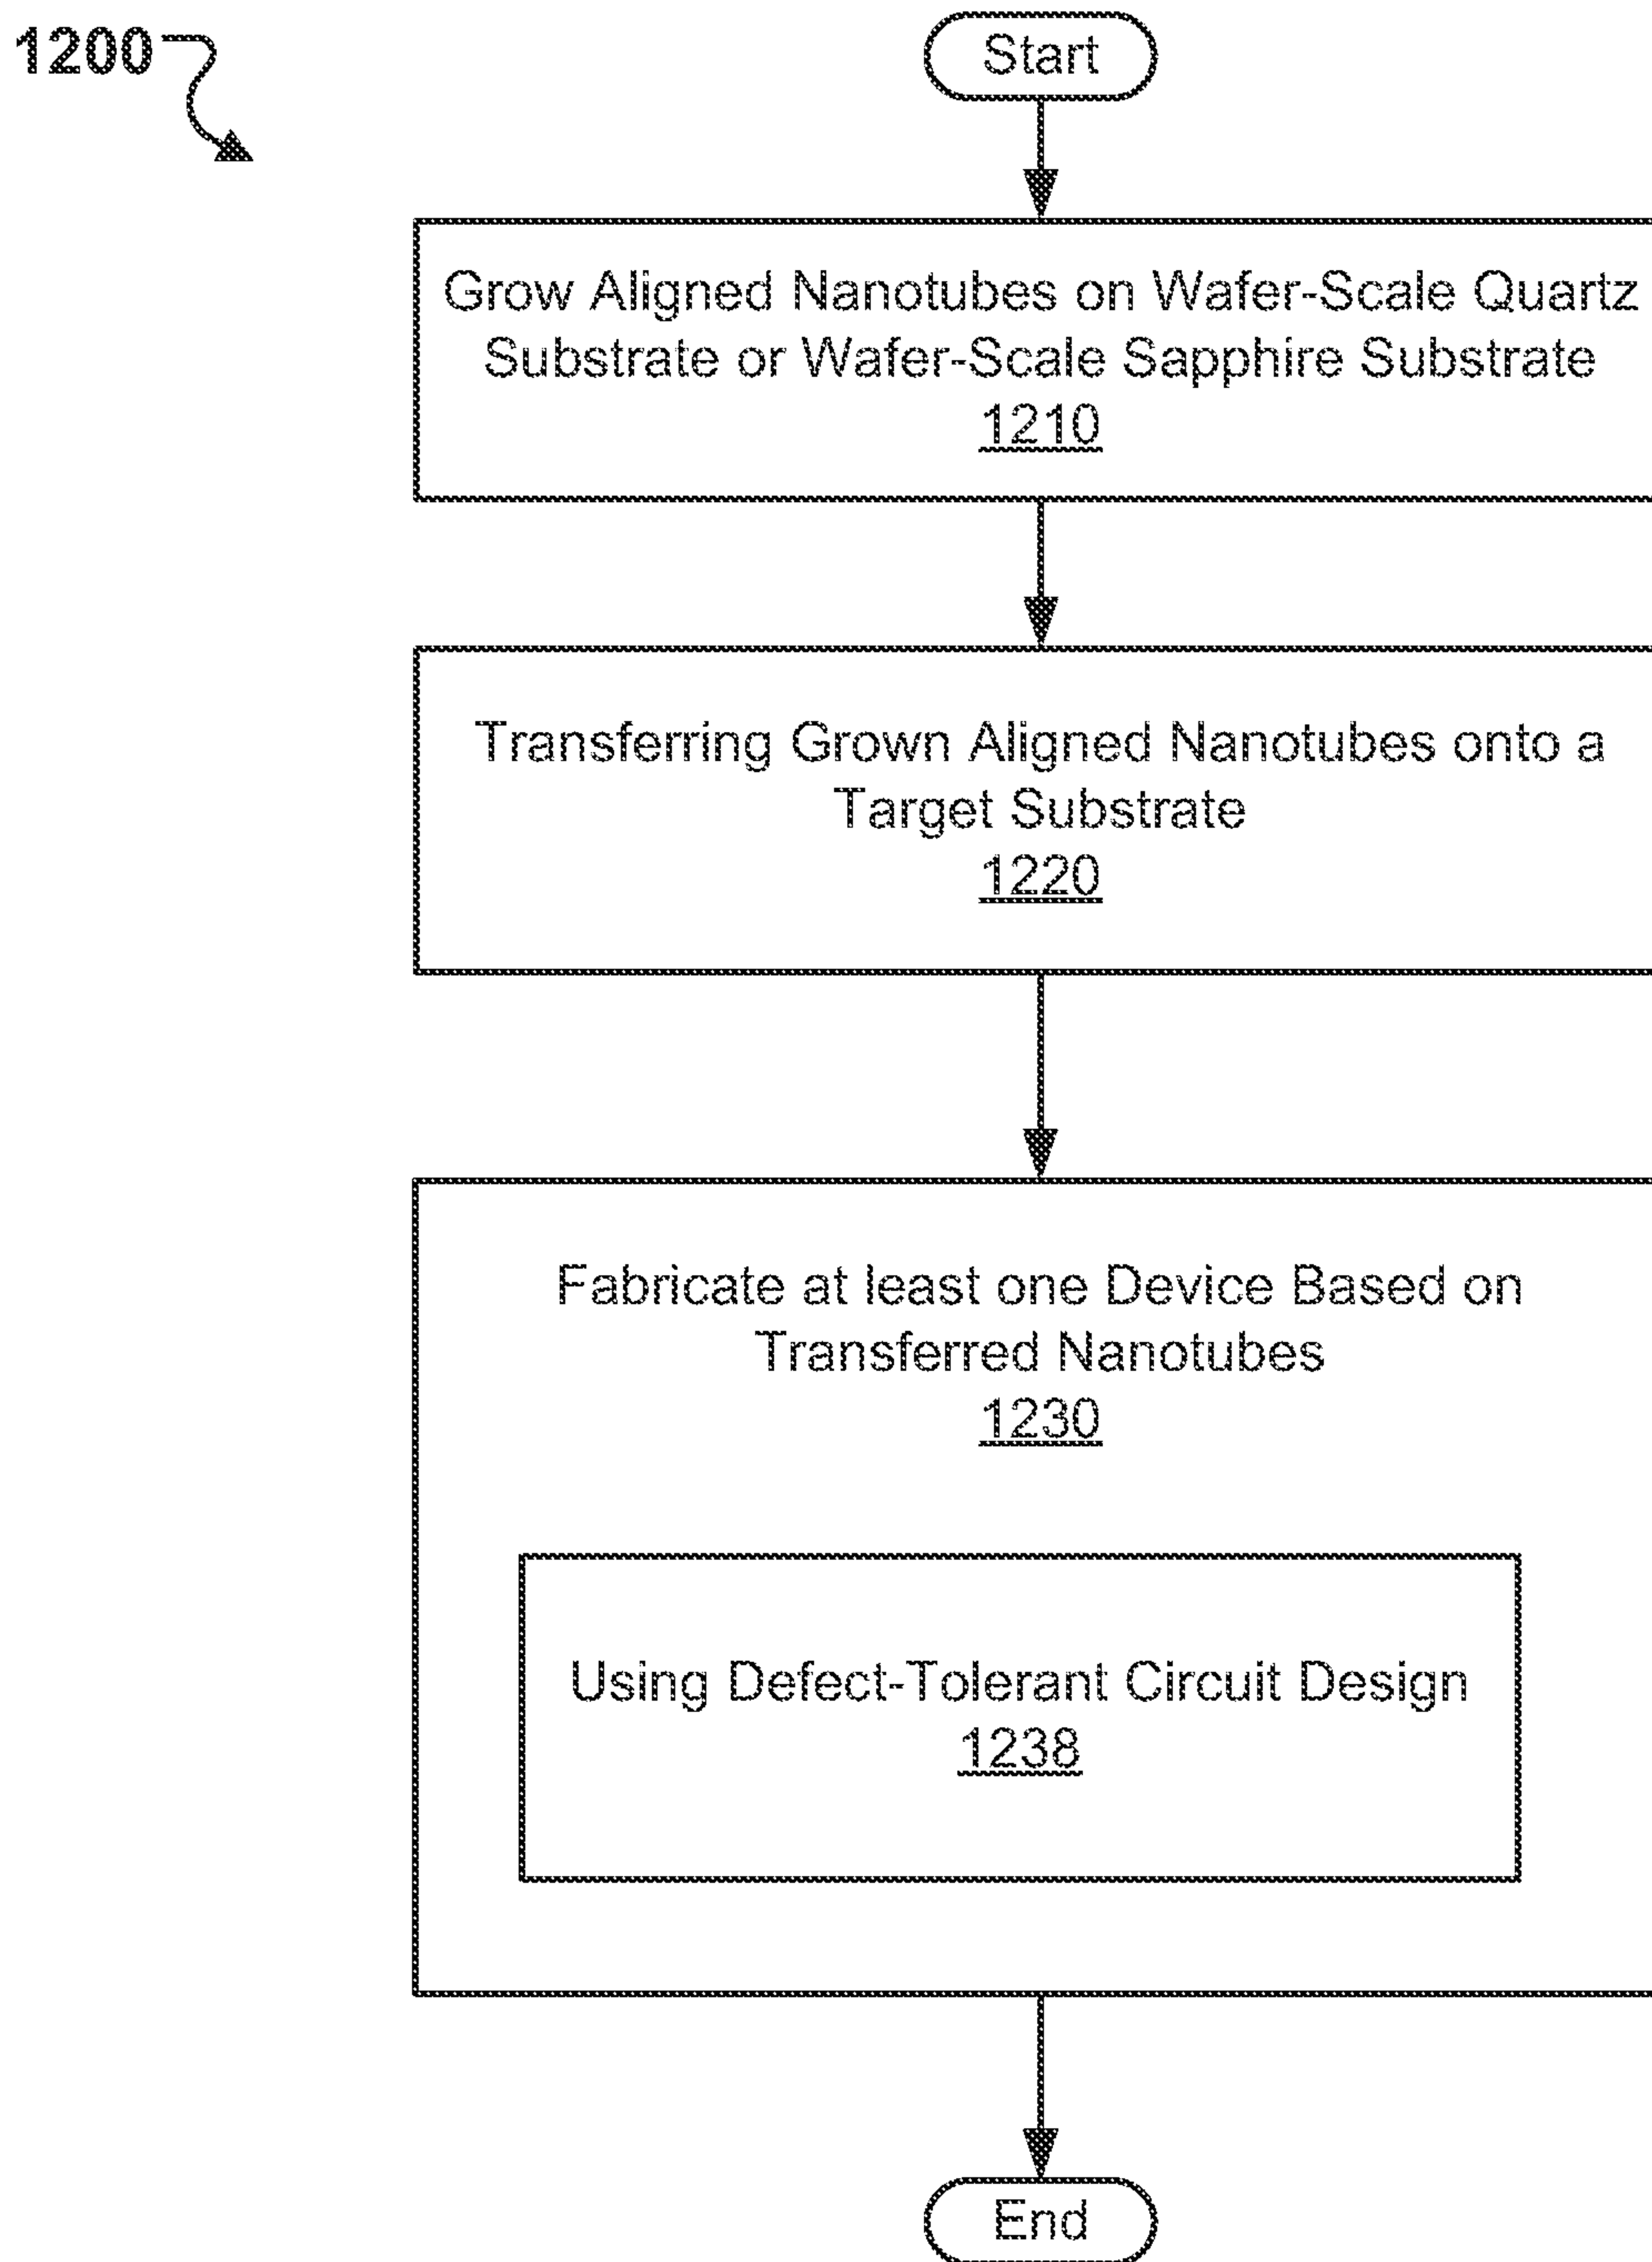 1200
Start
Grow Aligned Nanotubes on Wafer-Scale Quartz
Substrate or Wafer-Scale Sapphire Substrate
1210
Transferring Grown Aligned Nanotubes onto a
Target Substrate
1220
Fabricate at least one Device Based on
Transferred Nanotubes
1230
Using Defect-Tolerant Circuit Design
1238
End